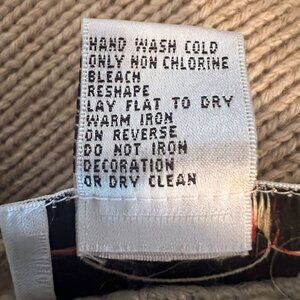 HAND WASH COLD
ONLY NON CHLORINE
BLEACH
RESHAPE
LAY FLAT TO DRY
WARM IRON
ON REVERSE
DO NOT IRON
DECORATION
OR DRY CLEAN